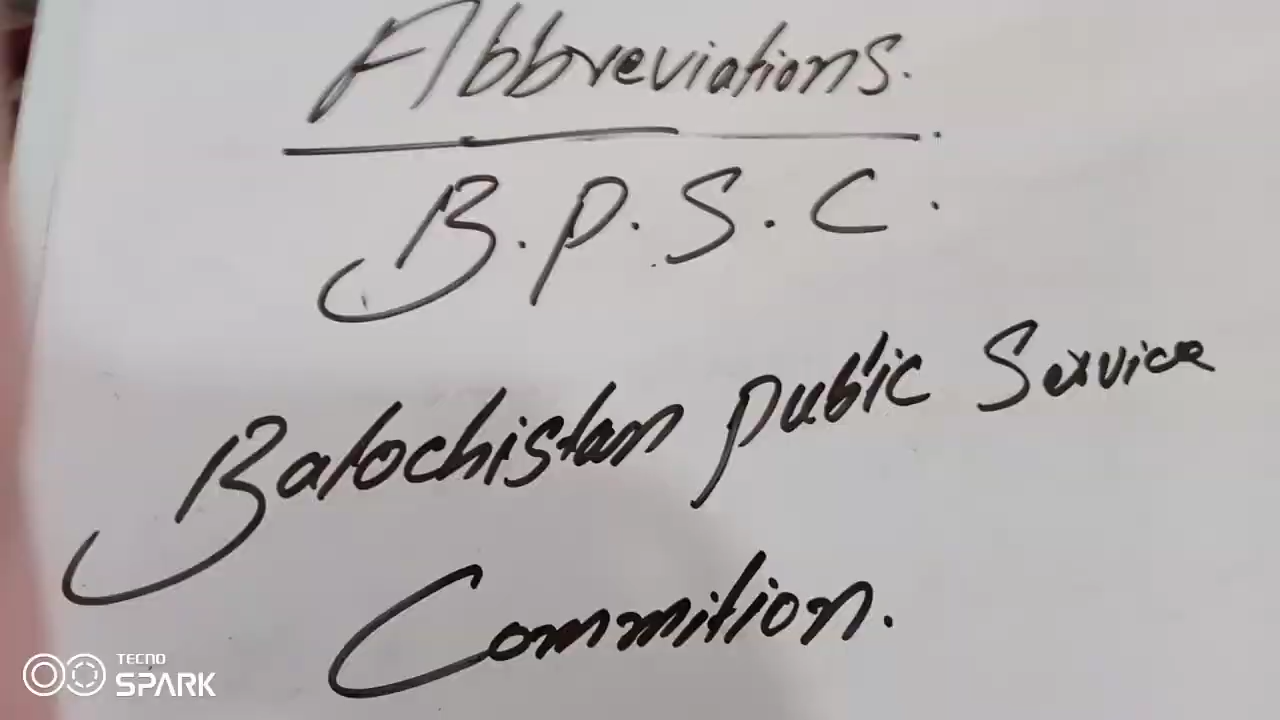 Abbreviations.
B.P.S.C.
Balochistan Public Service
Commition.
TECNO
SPARK